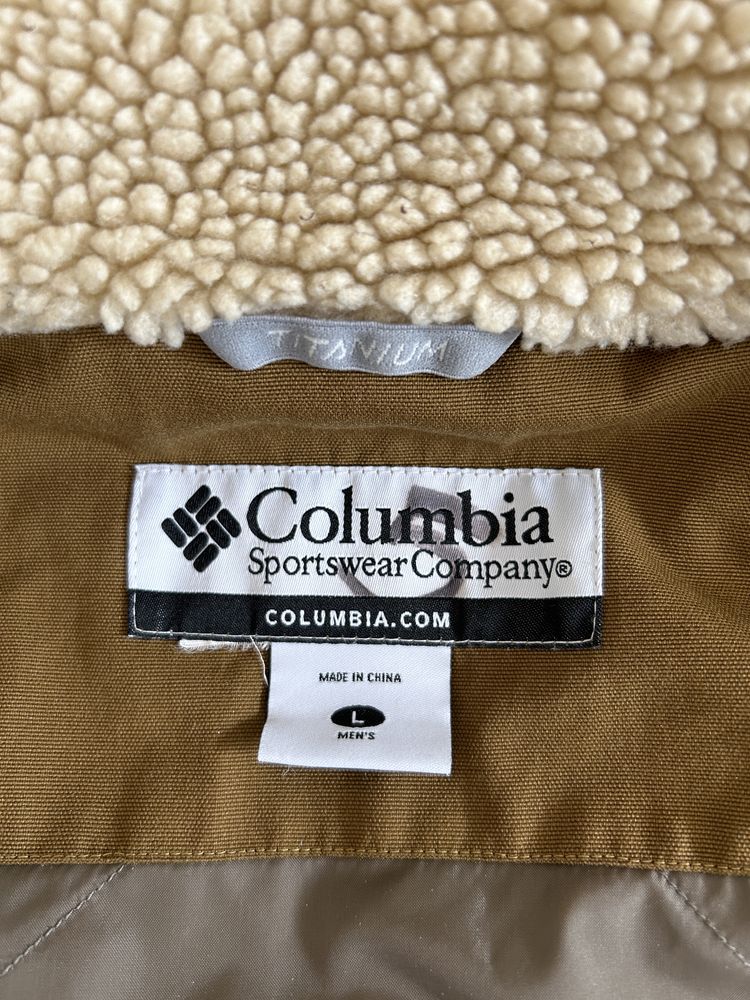 TITANIUM
Columbia
Sportswear Company®
COLUMBIA.COM
MADE IN CHINA
L
MEN'S